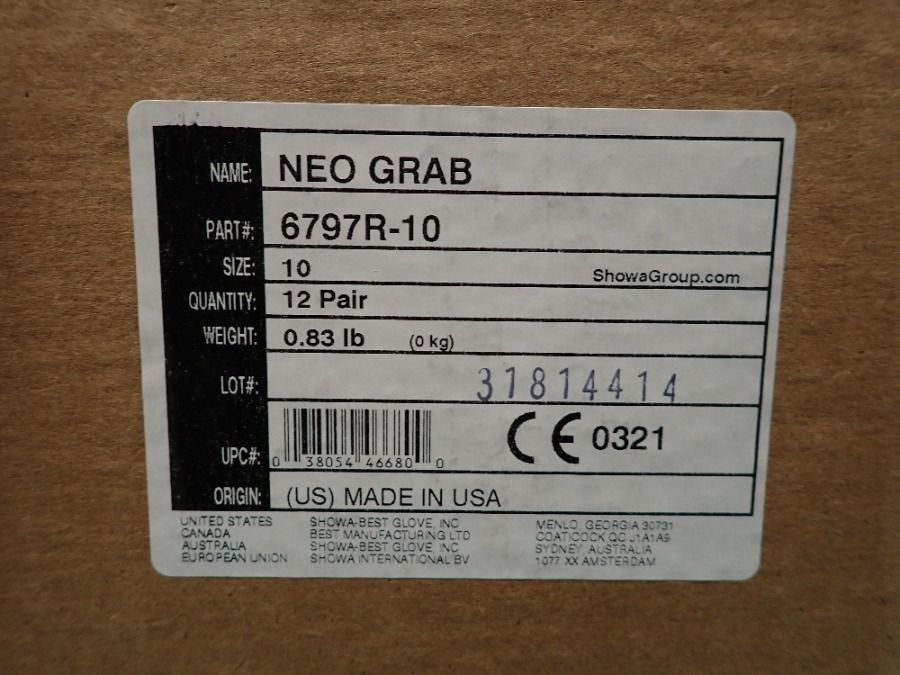 NAME: NEO GRAB
PART#: 6797R-10
SIZE: 10 ShowaGroup.com
QUANTITY: 12 Pair
WEIGHT: 0.83 lb (0 kg)
LOT#: 31814414
UPC#: 0 38054 46680 0 CE 0321
ORIGIN: (US) MADE IN USA
UNITED STATES SHOWA-BEST GLOVE, INC MENLO, GEORGIA 30731
CANADA BEST MANUFACTURING LTD COATICOCK QC J1A1A9
AUSTRALIA SHOWA-BEST GLOVE, INC SYDNEY, AUSTRALIA
EUROPEAN UNION SHOWA INTERNATIONAL BV 1077 XX AMSTERDAM